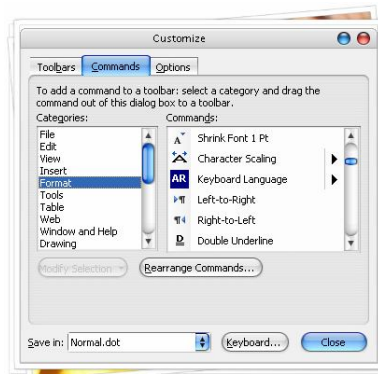 Customize
Toolbars Commands Options
To add a command to a toolbar: select a category and drag the
command out of this dialog box to a toolbar.
Categories:
File
Edit
View
Insert
Format
Tools
Table
Web
Window and Help
Drawing
Commands:
Shrink Font 1 Pt
Character Scaling
AR Keyboard Language
Left-to-Right
Right-to-Left
Double Underline
Modify Selection
Rearrange Commands...
Save in: Normal.dot Keyboard... Close